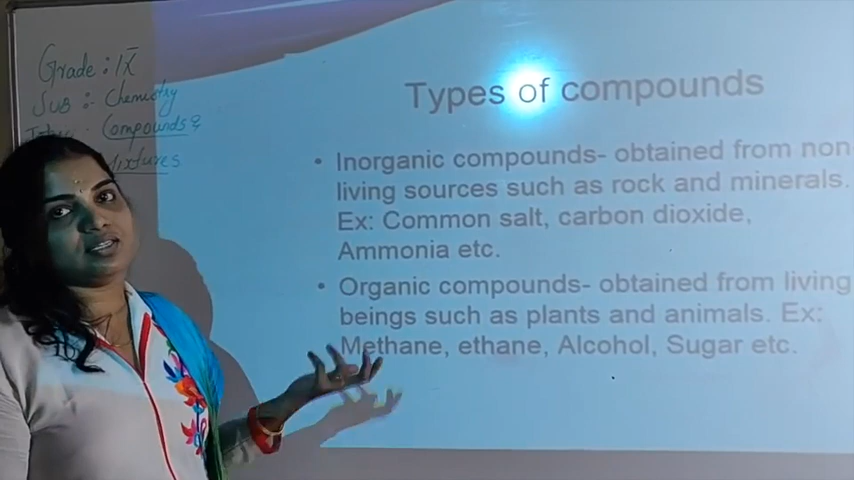 Grade : IX
Sub : Chemistry
Compounds &
Mixtures
Types of compounds
• Inorganic compounds– Obtained from non
living sources such as rock and minerals.
Ex: Common salt, carbon dioxide,
Ammonia etc.
• Organic compounds– obtained from living
beings such as plants and animals. Ex:
Methane, ethane, Alcohol, Sugar etc.